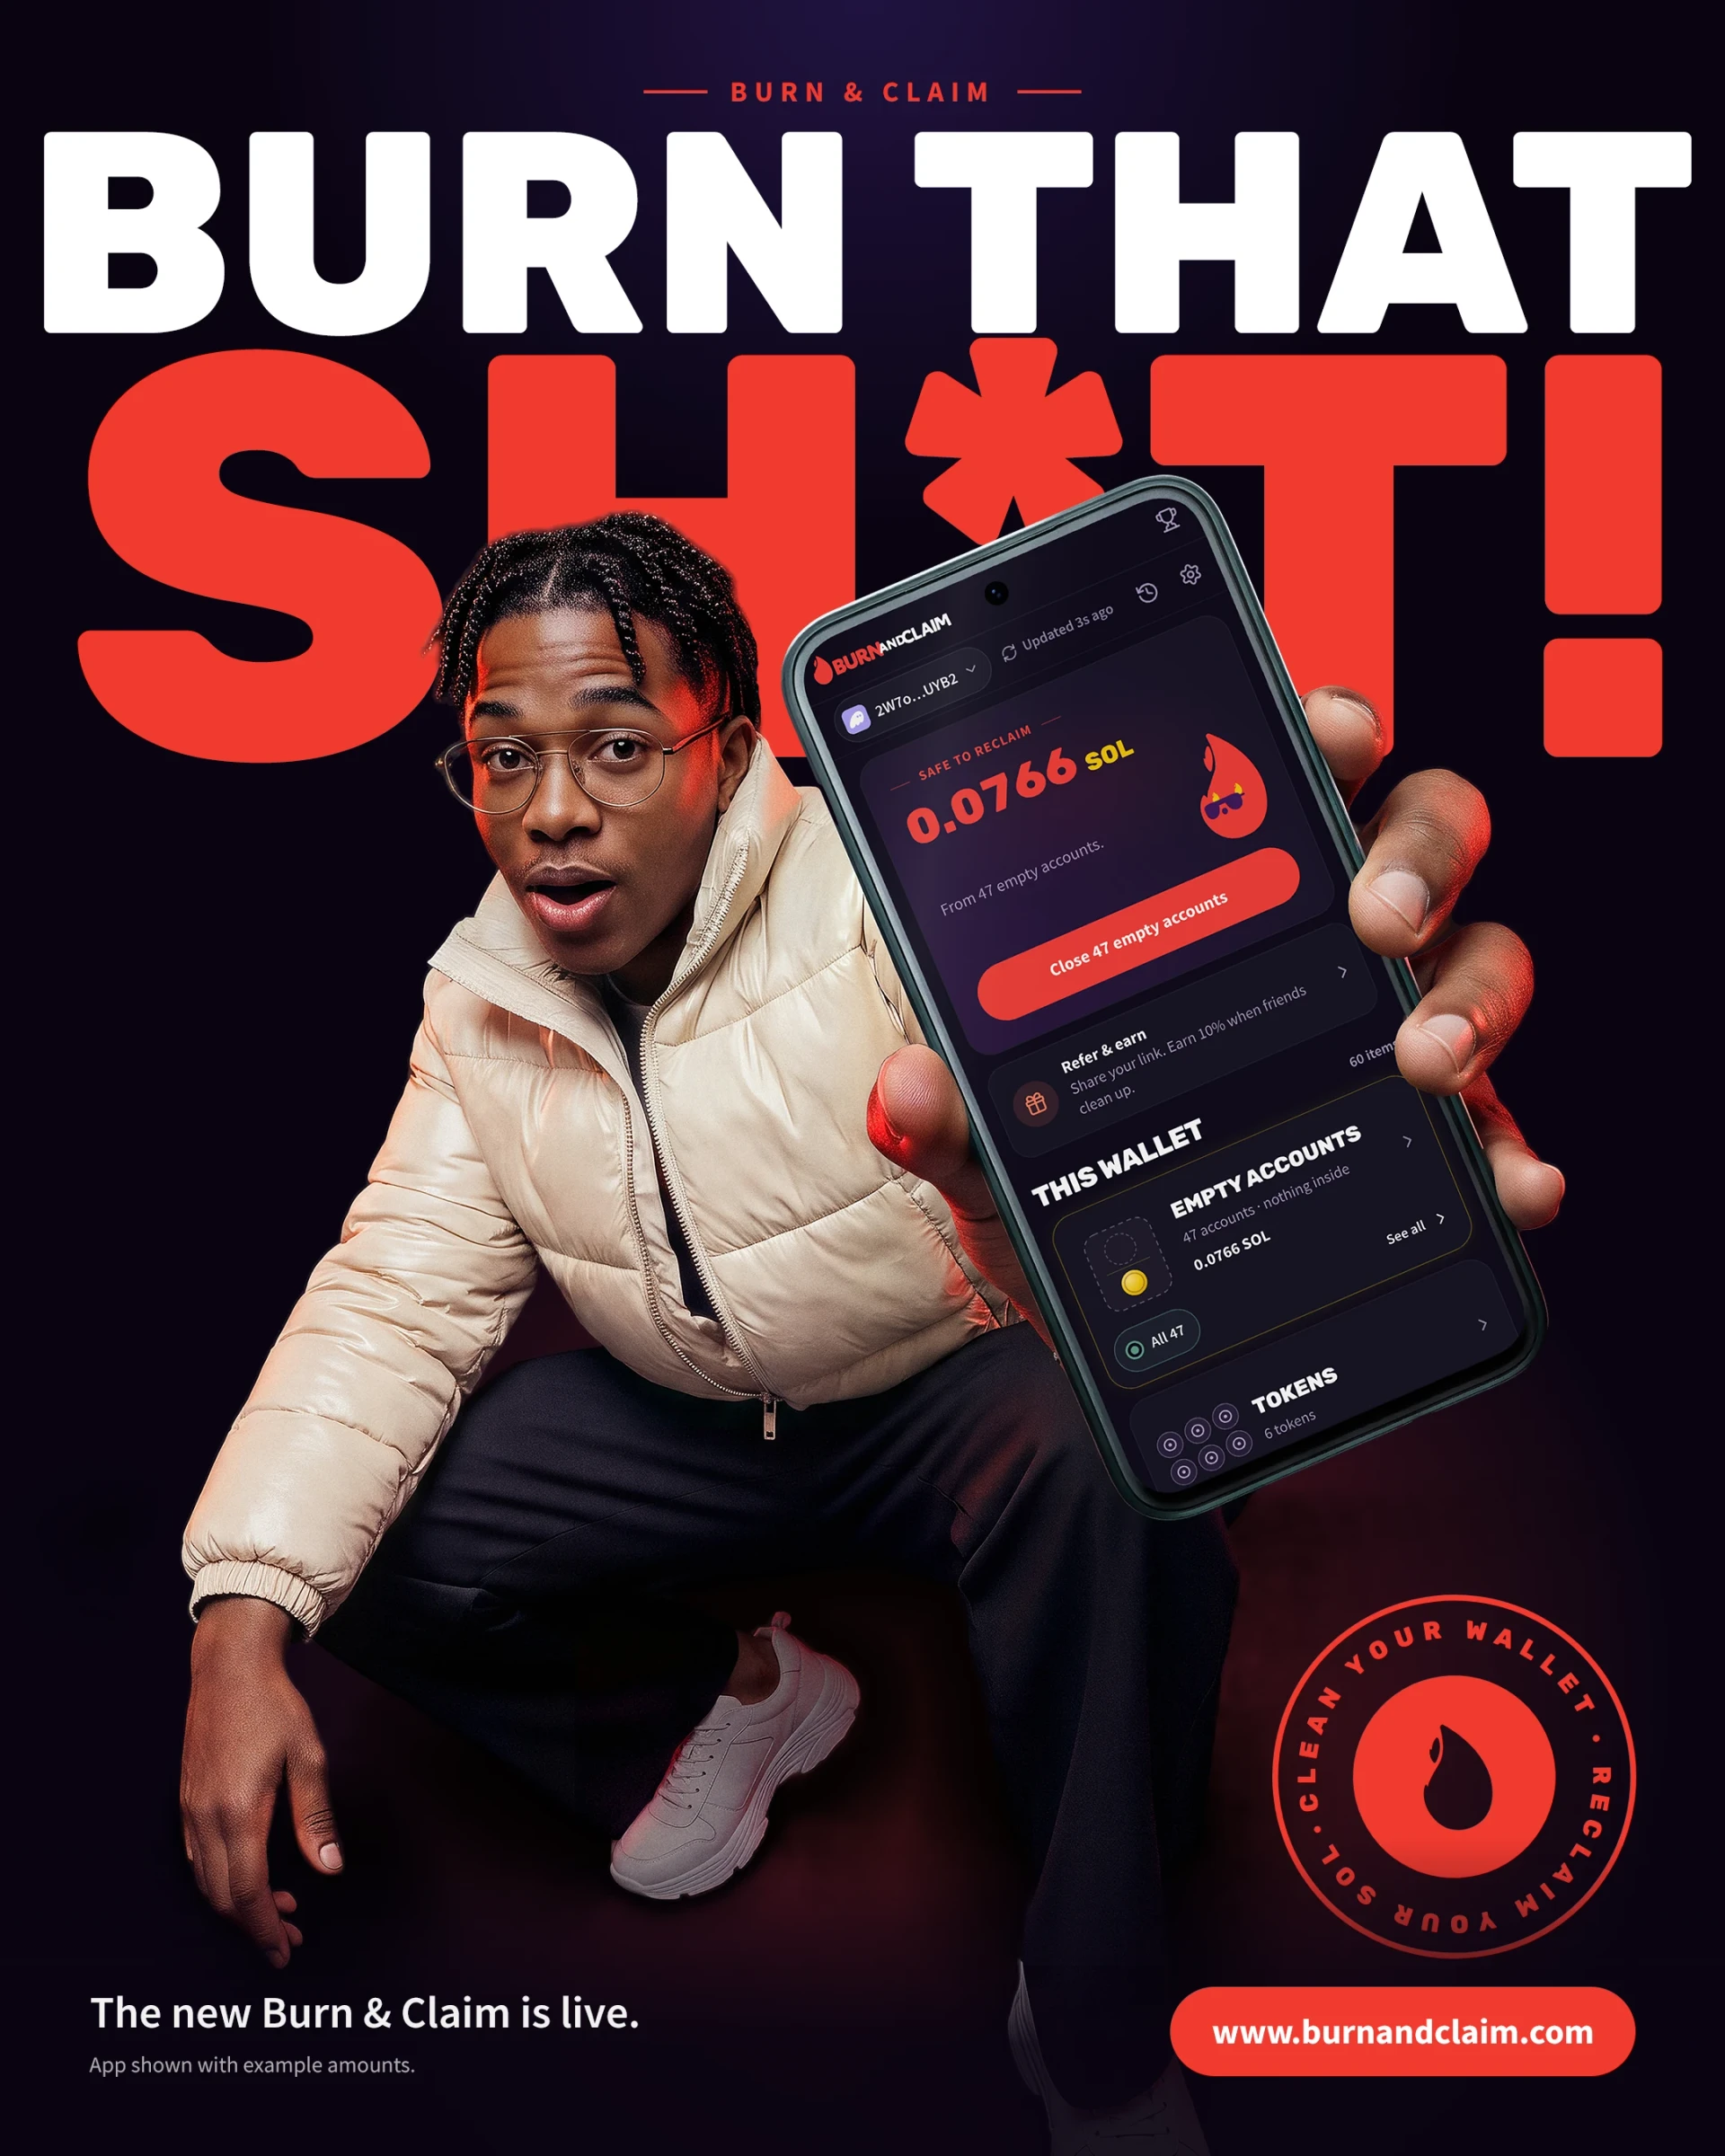 BURN & CLAIM
BURN THAT
SH*T!
BURNANDCLAIM
2W7o...UYB2
Updated 3s ago
SAFE TO RECLAIM
0.0766 SOL
From 47 empty accounts.
Close 47 empty accounts
Refer & earn
Share your link. Earn 10% when friends
clean up.
THIS WALLET
60 items
EMPTY ACCOUNTS
47 accounts · nothing inside
0.0766 SOL
See all
All 47
TOKENS
6 tokens
CLEAN YOUR WALLET · RECLAIM YOUR SOL ·
The new Burn & Claim is live.
App shown with example amounts.
www.burnandclaim.com